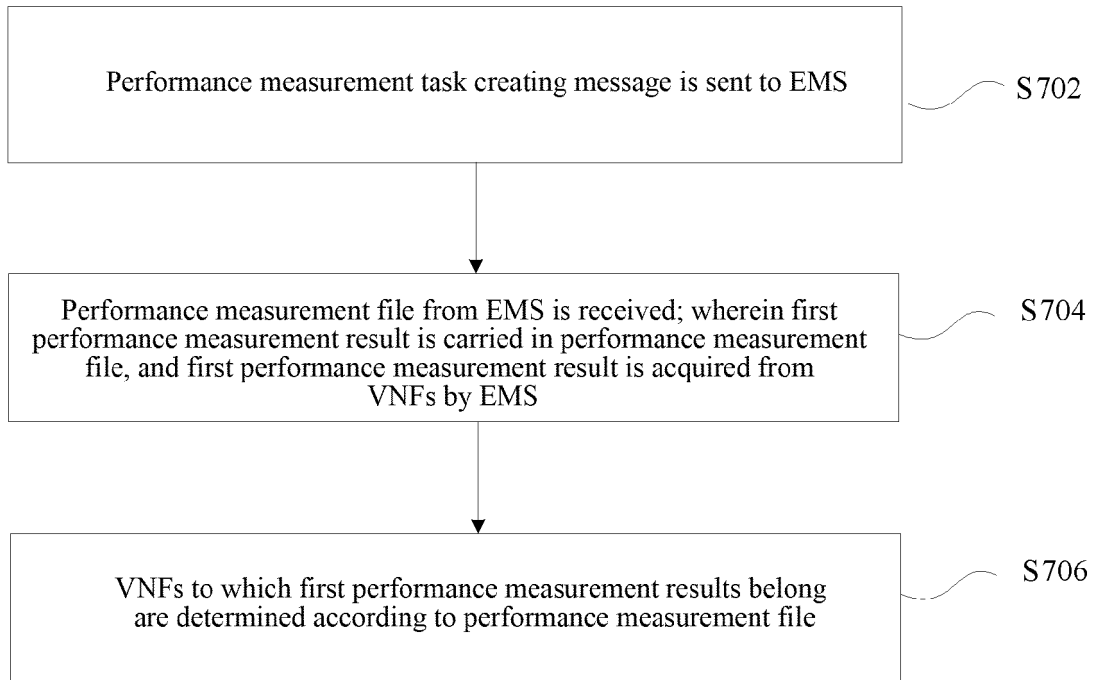 Performance measurement task creating message is sent to EMS
S702
Performance measurement file from EMS is received; wherein first
performance measurement result is carried in performance measurement
file, and first performance measurement result is acquired from
VNFs by EMS
S704
VNFs to which first performance measurement results belong
are determined according to performance measurement file
S706